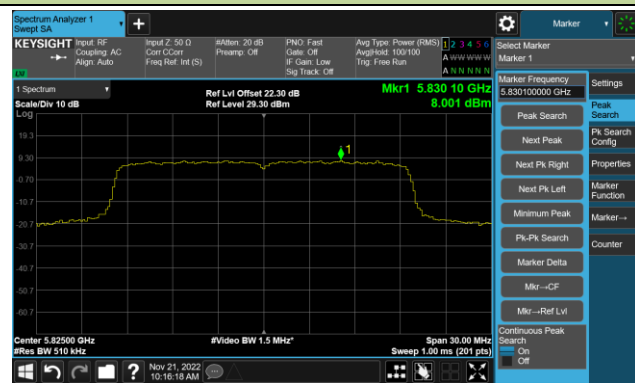 Spectrum Analyzer 1
Swept SA
Marker
KEYSIGHT
Input: RF
Coupling: AC
Align: Auto
Input Z: 50 Ω
Corr CCorr
Freq Ref: Int (S)
#Atten: 20 dB
Preamp: Off
PNO: Fast
Gate: Off
IF Gain: Low
Sig Track: Off
Avg Type: Power (RMS)
Avg|Hold: 100/100
Trig: Free Run
1 2 3 4 5 6
A WW WW W
A N N N N N
LVI
Select Marker
Marker 1
1 Spectrum
Scale/Div 10 dB
Log
Ref Lvl Offset 22.30 dB
Ref Level 29.30 dBm
Mkr1 5.830 10 GHz
8.001 dBm
1
19.3
9.30
-0.70
-10.7
-20.7
-30.7
-40.7
-50.7
-60.7
Center 5.82500 GHz
#Res BW 510 kHz
#Video BW 1.5 MHz*
Span 30.00 MHz
Sweep 1.00 ms (201 pts)
Marker Frequency
5.830100000 GHz
Peak Search
Next Peak
Next Pk Right
Next Pk Left
Minimum Peak
Pk-Pk Search
Marker Delta
Mkr→CF
Mkr→Ref Lvl
Continuous Peak
Search
On
Off
Settings
Peak
Search
Pk Search
Config
Properties
Marker
Function
Marker→
Counter
Nov 21, 2022
10:16:18 AM